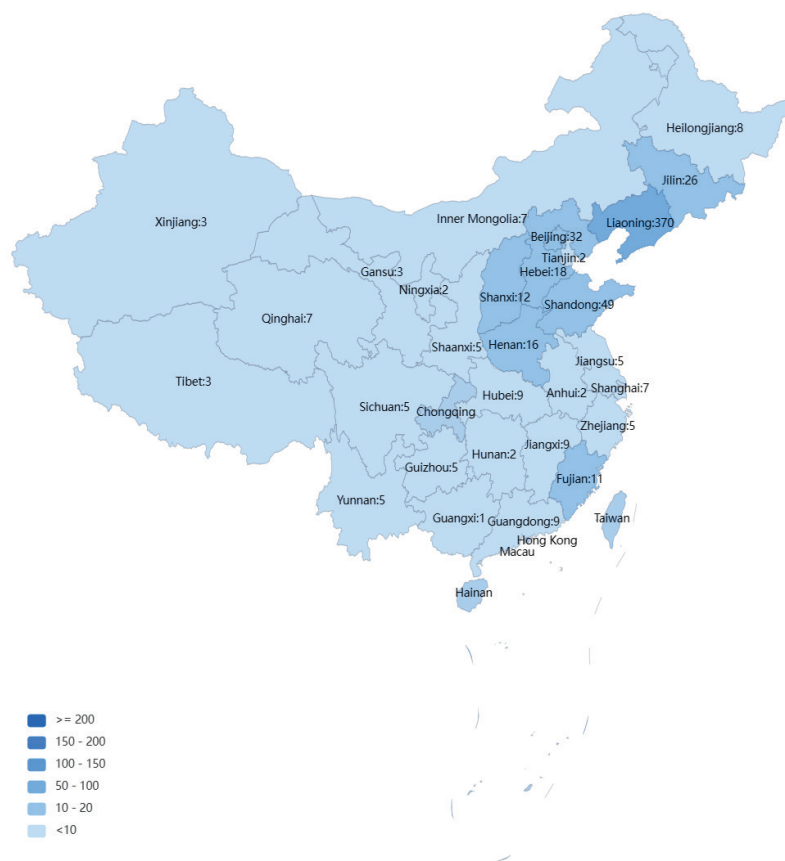 Heilongjiang:8
Jilin:26
Xinjiang:3
Inner Mongolia:7
Liaoning:370
Beijing:32
Tianjin:2
Gansu:3
Hebei:18
Ningxia:2
Shanxi:12
Shandong:49
Qinghai:7
Shaanxi:5
Henan:16
Jiangsu:5
Tibet:3
Shanghai:7
Hubei:9
Anhui:2
Sichuan:5
Chongqing
Zhejiang:5
Jiangxi:9
Hunan:2
Guizhou:5
Fujian:11
Yunnan:5
Guangxi:1
Guangdong:9
Taiwan
Hong Kong
Macau
Hainan
>= 200
150 - 200
100 - 150
50 - 100
10 - 20
<10